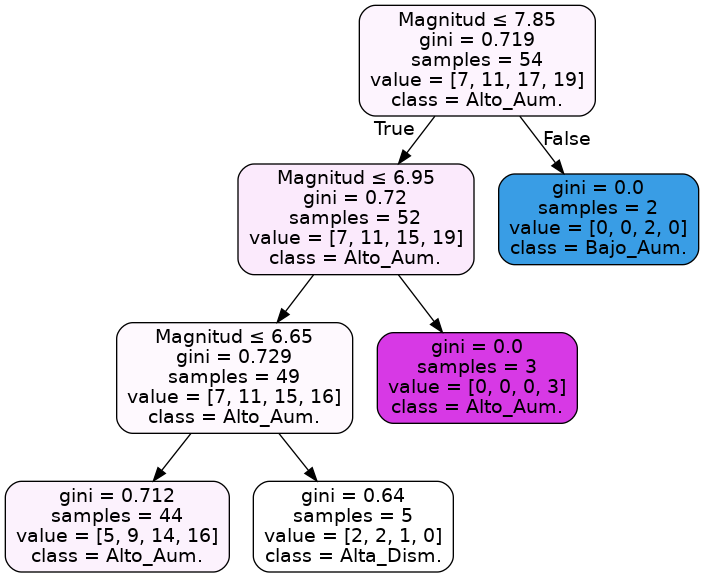 Magnitud ≤ 7.85
gini = 0.719
samples = 54
value = [7, 11, 17, 19]
class = Alto_Aum.
True
False
Magnitud ≤ 6.95
gini = 0.72
samples = 52
value = [7, 11, 15, 19]
class = Alto_Aum.
gini = 0.0
samples = 2
value = [0, 0, 2, 0]
class = Bajo_Aum.
Magnitud ≤ 6.65
gini = 0.729
samples = 49
value = [7, 11, 15, 16]
class = Alto_Aum.
gini = 0.0
samples = 3
value = [0, 0, 0, 3]
class = Alto_Aum.
gini = 0.712
samples = 44
value = [5, 9, 14, 16]
class = Alto_Aum.
gini = 0.64
samples = 5
value = [2, 2, 1, 0]
class = Alta_Dism.